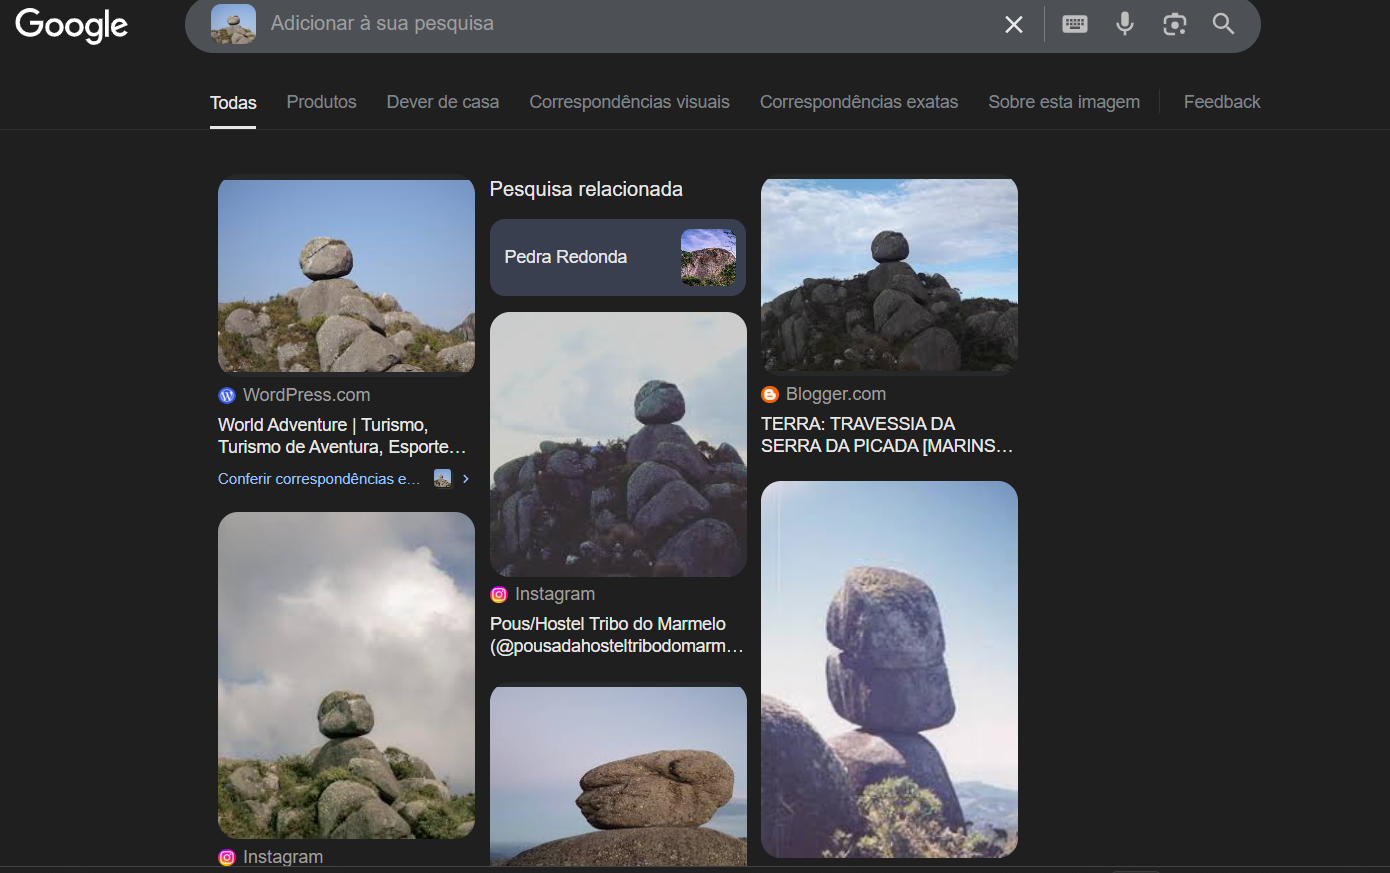 Google
Adicionar à sua pesquisa
Todas
Produtos
Dever de casa
Correspondências visuais
Correspondências exatas
Sobre esta imagem
Feedback
WordPress.com
World Adventure | Turismo,
Turismo de Aventura, Esporte…
Conferir correspondências e…
Instagram
Pesquisa relacionada
Pedra Redonda
Instagram
Pous/Hostel Tribo do Marmelo
(@pousadahosteltribodomarm…
Blogger.com
TERRA: TRAVESSIA DA
SERRA DA PICADA [MARINS…